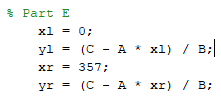 % Part E
xl = 0;
yl = (C - A * xl) / B;
xr = 357;
yr = (C - A * xr) / B;